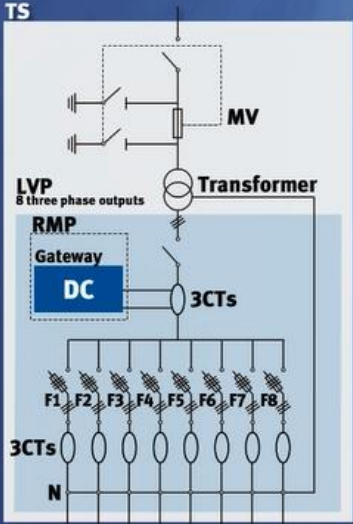 TS
MV
LVP
Transformer
8 three phase outputs
RMP
Gateway
DC
3CTs
F1 F2 F3 F4 F5 F6 F7 F8
3CTs
N